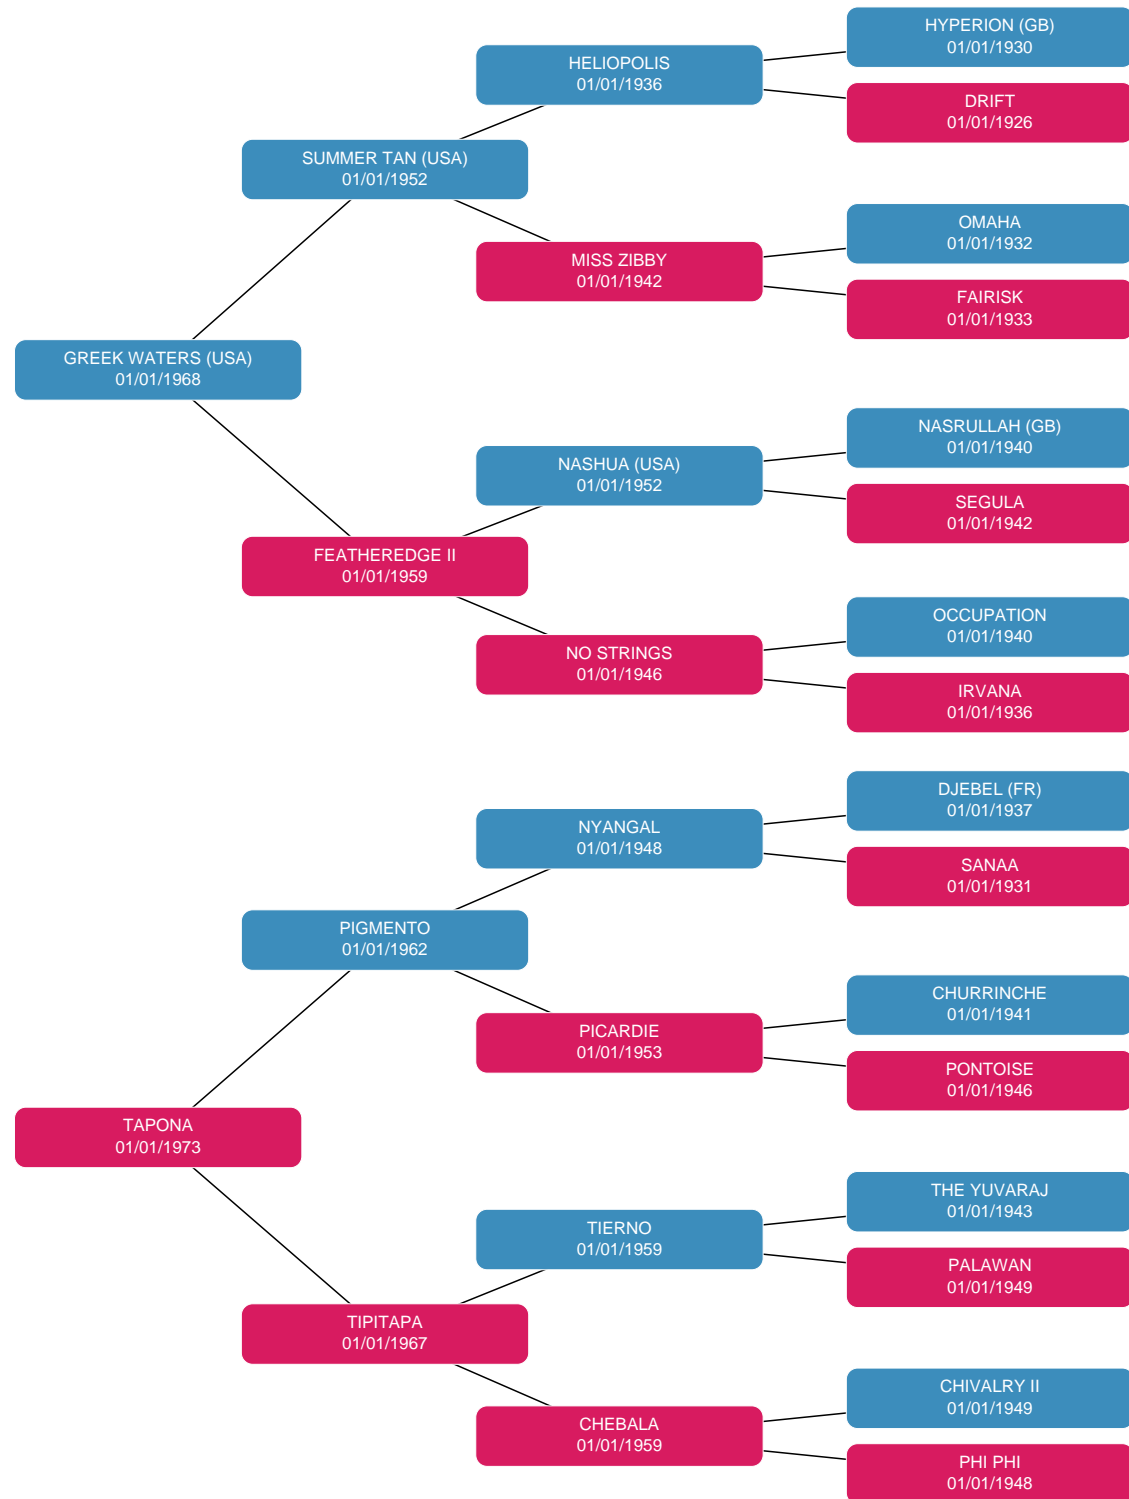 HYPERION (GB)
01/01/1930
HELIOPOLIS
01/01/1936
DRIFT
01/01/1926
SUMMER TAN (USA)
01/01/1952
OMAHA
01/01/1932
MISS ZIBBY
01/01/1942
FAIRISK
01/01/1933
GREEK WATERS (USA)
01/01/1968
NASRULLAH (GB)
01/01/1940
NASHUA (USA)
01/01/1952
SEGULA
01/01/1942
FEATHEREDGE II
01/01/1959
OCCUPATION
01/01/1940
NO STRINGS
01/01/1946
IRVANA
01/01/1936
DJEBEL (FR)
01/01/1937
NYANGAL
01/01/1948
SANAA
01/01/1931
PIGMENTO
01/01/1962
CHURRINCHE
01/01/1941
PICARDIE
01/01/1953
PONTOISE
01/01/1946
TAPONA
01/01/1973
THE YUVARAJ
01/01/1943
TIERNO
01/01/1959
PALAWAN
01/01/1949
TIPITAPA
01/01/1967
CHIVALRY II
01/01/1949
CHEBALA
01/01/1959
PHI PHI
01/01/1948